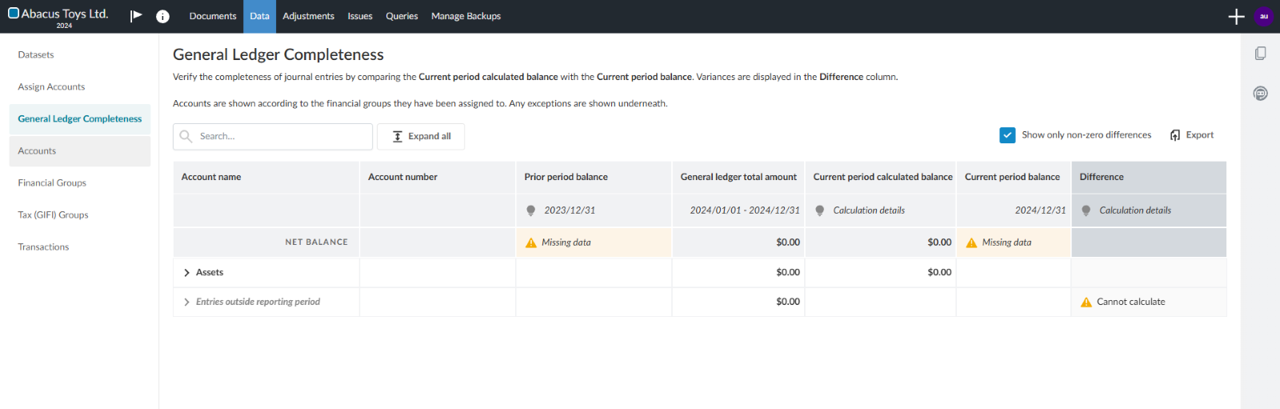 Abacus Toys Ltd.
2024
Documents Data Adjustments Issues Queries Manage Backups
au
Datasets
Assign Accounts
General Ledger Completeness
Accounts
Financial Groups
Tax (GIFI) Groups
Transactions
General Ledger Completeness
Verify the completeness of journal entries by comparing the Current period calculated balance with the Current period balance. Variances are displayed in the Difference column.
Accounts are shown according to the financial groups they have been assigned to. Any exceptions are shown underneath.
Search... Expand all Show only non-zero differences Export
Account name Account number Prior period balance General ledger total amount Current period calculated balance Current period balance Difference
2023/12/31 2024/01/01 - 2024/12/31 Calculation details 2024/12/31 Calculation details
NET BALANCE Missing data $0.00 $0.00 Missing data
Assets $0.00 $0.00
Entries outside reporting period $0.00 Cannot calculate